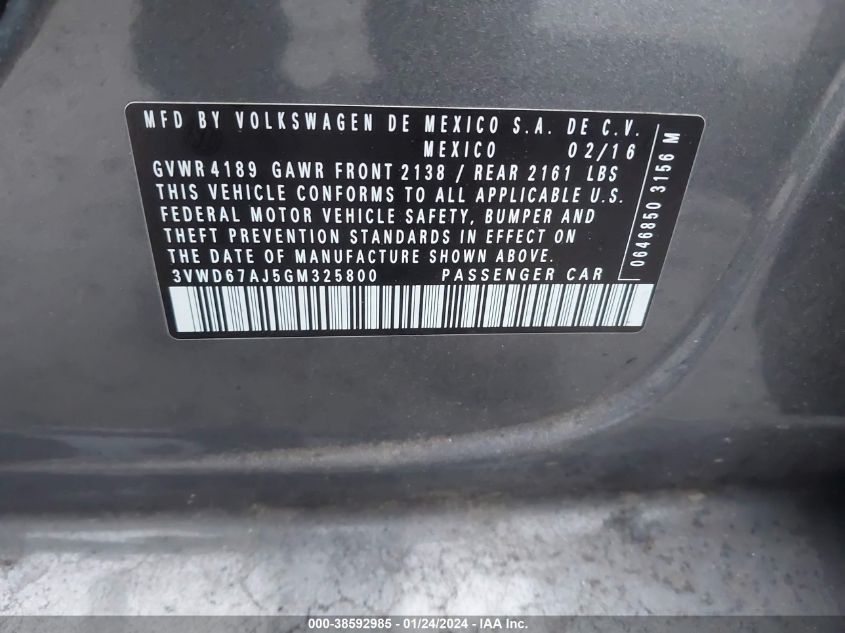 MFD BY VOLKSWAGEN DE MEXICO S.A. DE C.V.
MEXICO 02/16
GVWR 4189 GAWR FRONT 2138 / REAR 2161 LBS
THIS VEHICLE CONFORMS TO ALL APPLICABLE U.S.
FEDERAL MOTOR VEHICLE SAFETY, BUMPER AND
THEFT PREVENTION STANDARDS IN EFFECT ON
THE DATE OF MANUFACTURE SHOWN ABOVE.
3VWD67AJ5GM325800 PASSENGER CAR
0646850 3156 M
000-38592985 - 01/24/2024 - IAA Inc.